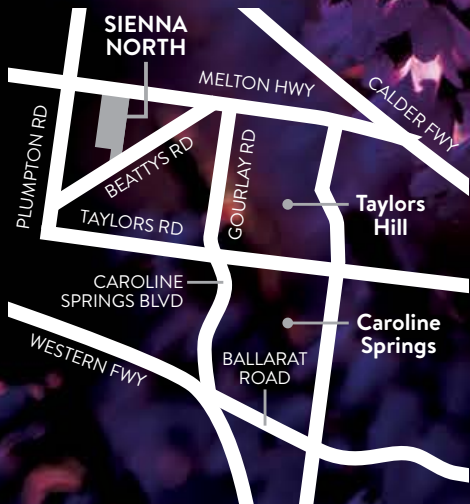 SIENNA
NORTH
MELTON HWY
CALDER FWY
PLUMPTON RD
BEATTYS RD
GOURLAY RD
TAYLORS RD
Taylors
Hill
CAROLINE
SPRINGS BLVD
Caroline
Springs
WESTERN FWY
BALLARAT
ROAD